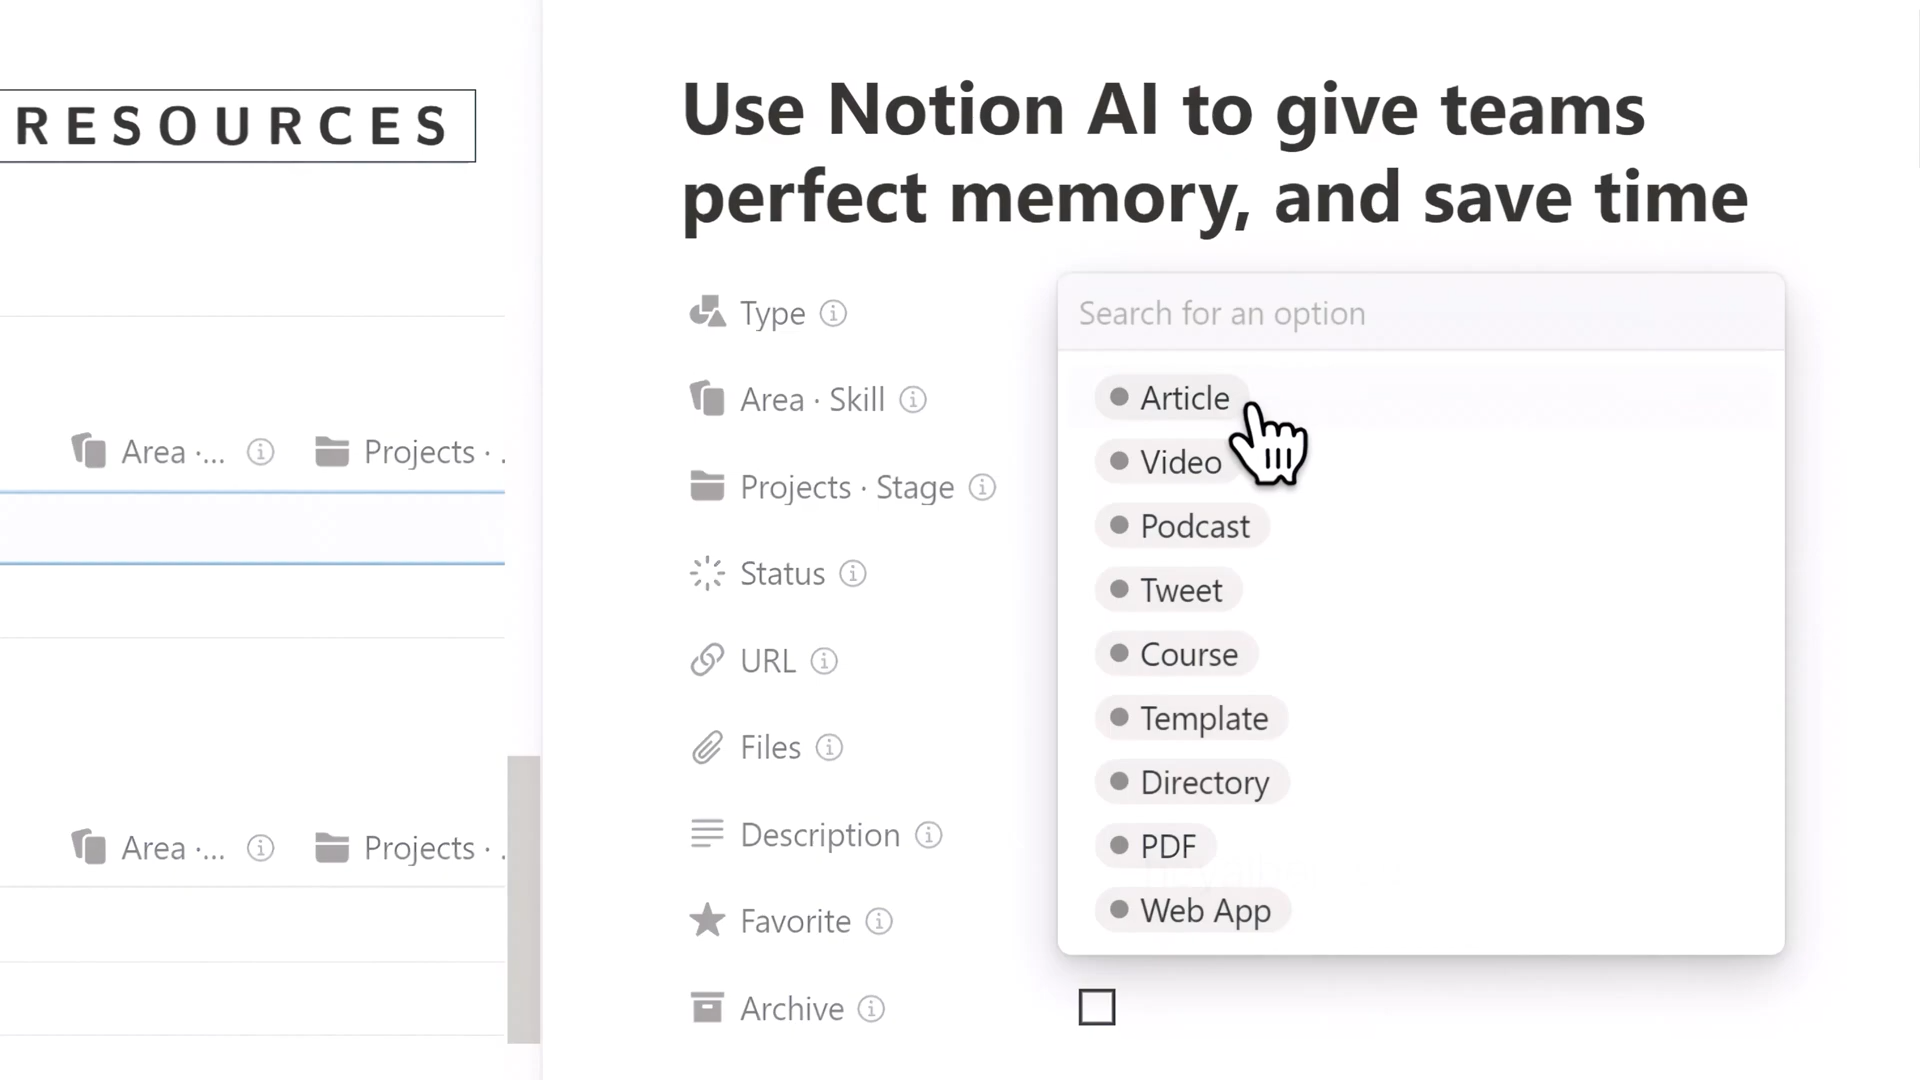 RESOURCES
Area ·...
Projects · .
Area ·...
Projects · .
Use Notion AI to give teams
perfect memory, and save time
Type
Area · Skill
Projects · Stage
Status
URL
Files
Description
Favorite
Archive
Search for an option
Article
Video
Podcast
Tweet
Course
Template
Directory
PDF
Web App